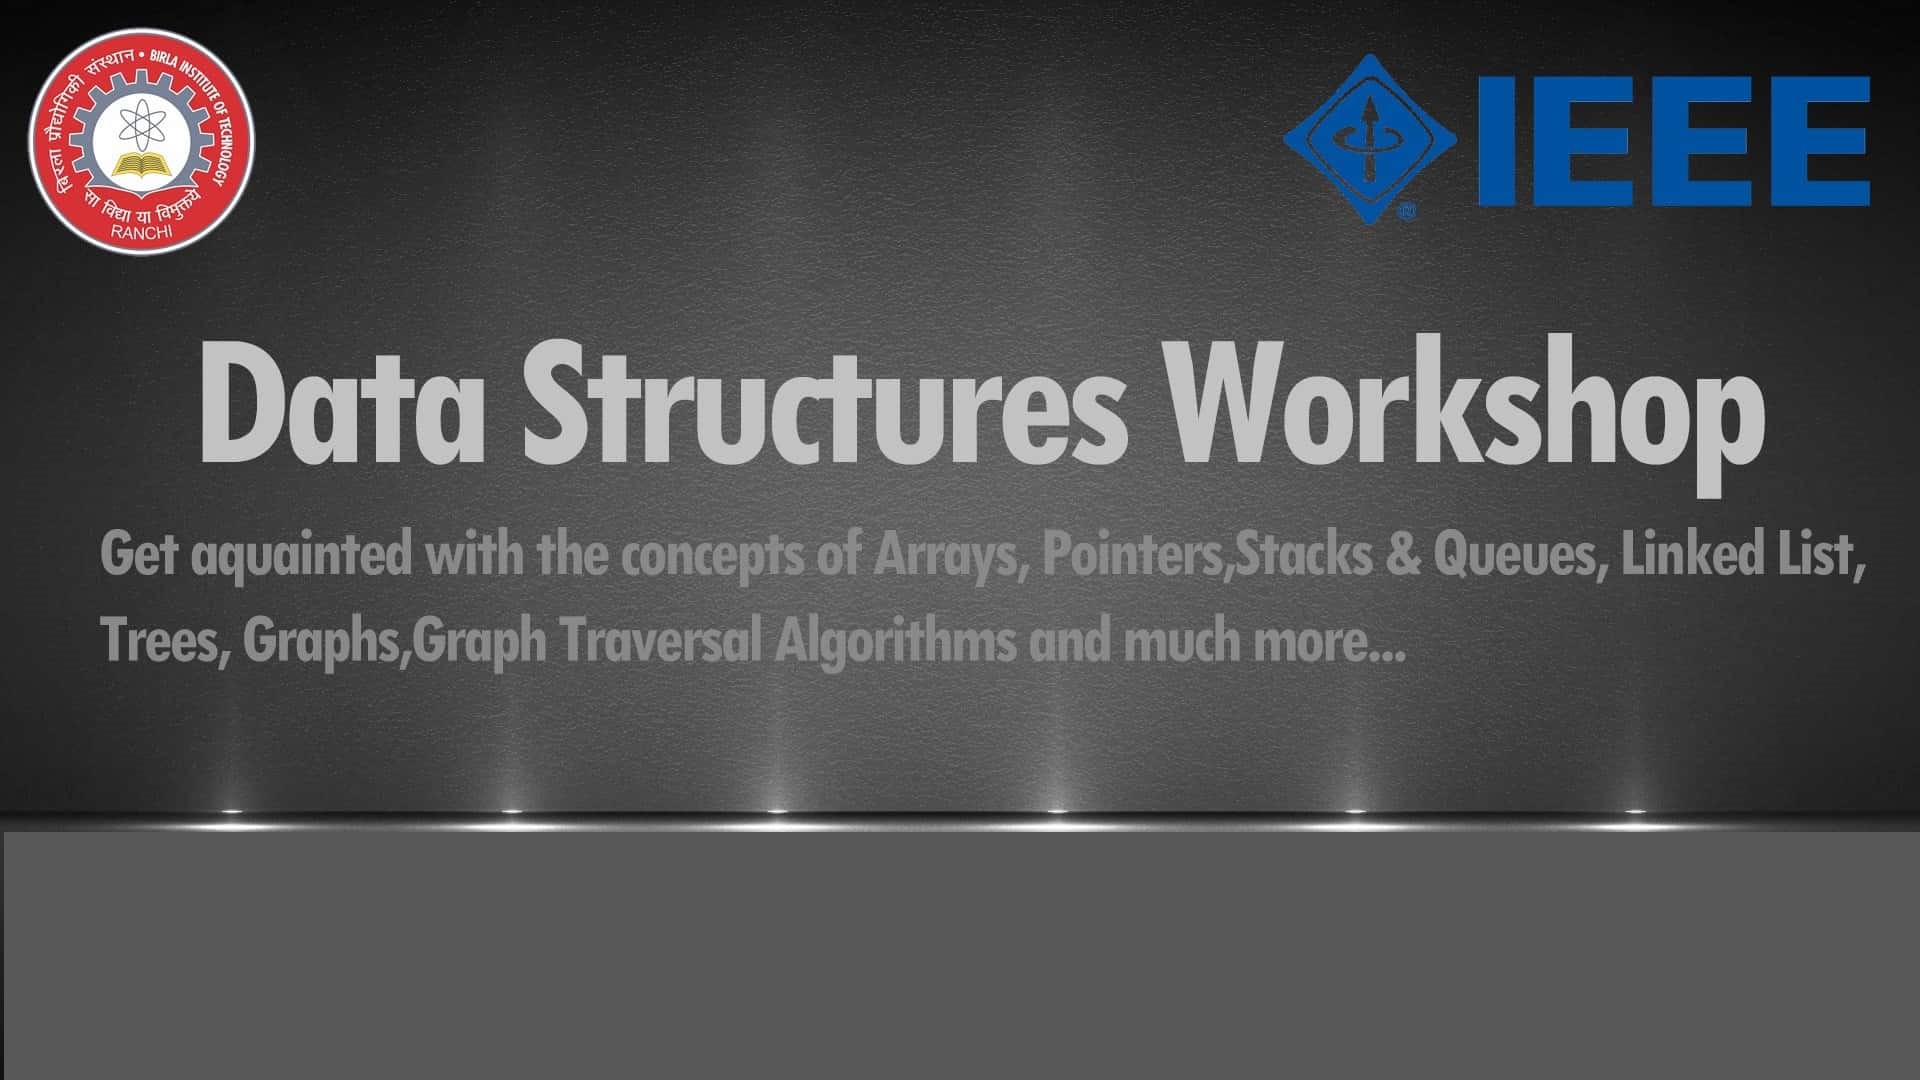 बिरला प्रौद्योगिकी संस्थान • BIRLA INSTITUTE OF TECHNOLOGY
सा विद्या या विमुक्तये
RANCHI
IEEE
®
Data Structures Workshop
Get aquainted with the concepts of Arrays, Pointers,Stacks & Queues, Linked List,
Trees, Graphs,Graph Traversal Algorithms and much more...